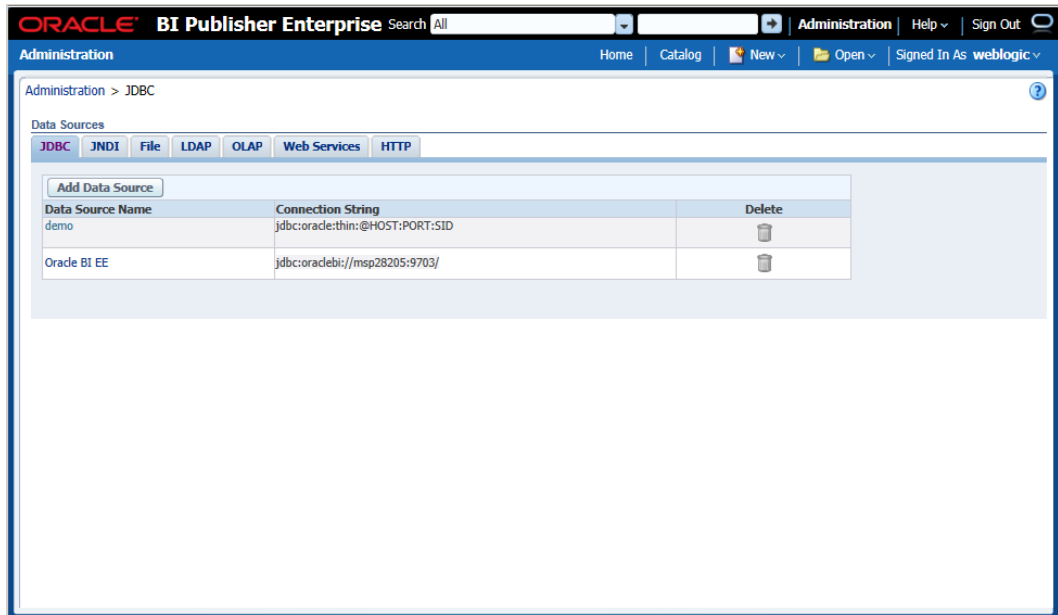 ORACLE BI Publisher Enterprise Search All Administration Help Sign Out
Administration Home Catalog New Open Signed In As weblogic
Administration > JDBC ?
Data Sources
JDBC JNDI File LDAP OLAP Web Services HTTP
Add Data Source
Data Source Name Connection String Delete
demo jdbc:oracle:thin:@HOST:PORT:SID
Oracle BI EE jdbc:oraclebi://msp28205:9703/